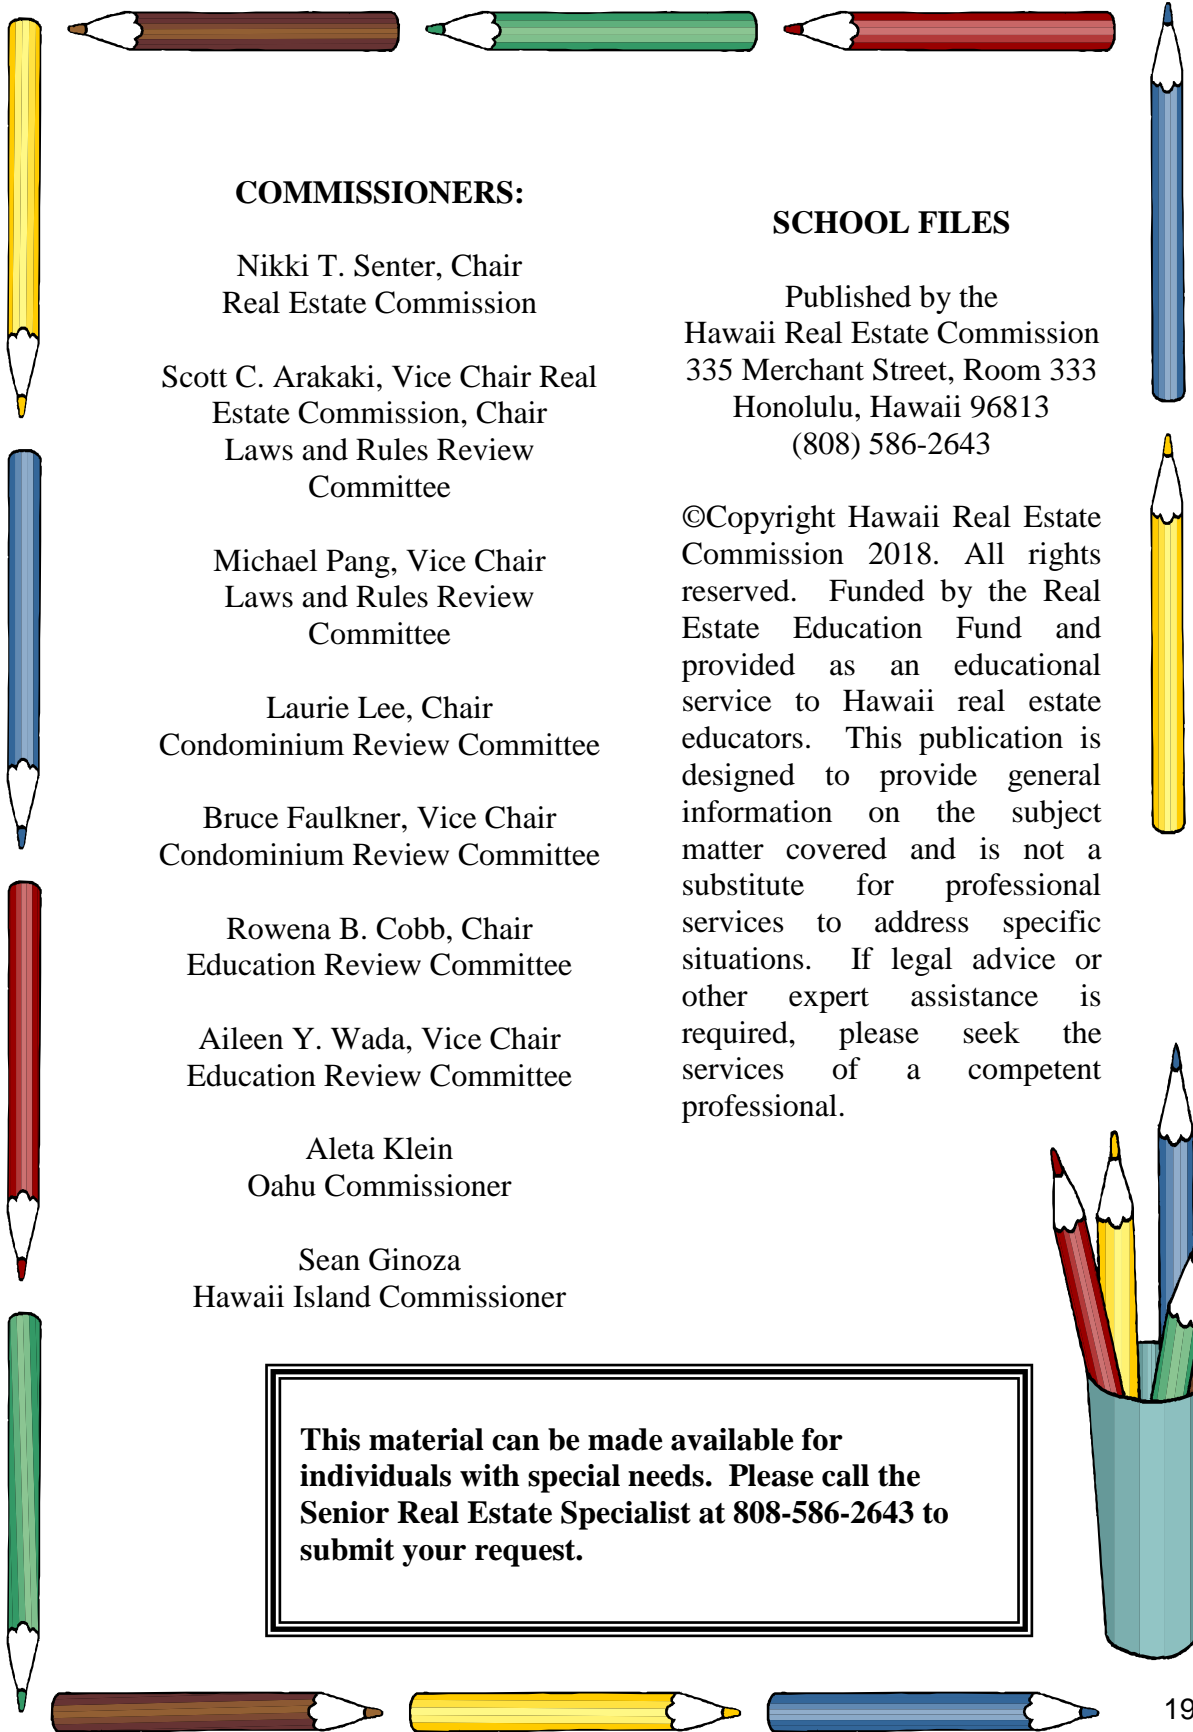 COMMISSIONERS:
Nikki T. Senter, Chair
Real Estate Commission
Scott C. Arakaki, Vice Chair Real
Estate Commission, Chair
Laws and Rules Review
Committee
Michael Pang, Vice Chair
Laws and Rules Review
Committee
Laurie Lee, Chair
Condominium Review Committee
Bruce Faulkner, Vice Chair
Condominium Review Committee
Rowena B. Cobb, Chair
Education Review Committee
Aileen Y. Wada, Vice Chair
Education Review Committee
Aleta Klein
Oahu Commissioner
Sean Ginoza
Hawaii Island Commissioner
SCHOOL FILES
Published by the
Hawaii Real Estate Commission
335 Merchant Street, Room 333
Honolulu, Hawaii 96813
(808) 586-2643
©Copyright Hawaii Real Estate
Commission 2018. All rights
reserved. Funded by the Real
Estate Education Fund and
provided as an educational
service to Hawaii real estate
educators. This publication is
designed to provide general
information on the subject
matter covered and is not a
substitute for professional
services to address specific
situations. If legal advice or
other expert assistance is
required, please seek the
services of a competent
professional.
This material can be made available for
individuals with special needs. Please call the
Senior Real Estate Specialist at 808-586-2643 to
submit your request.
19